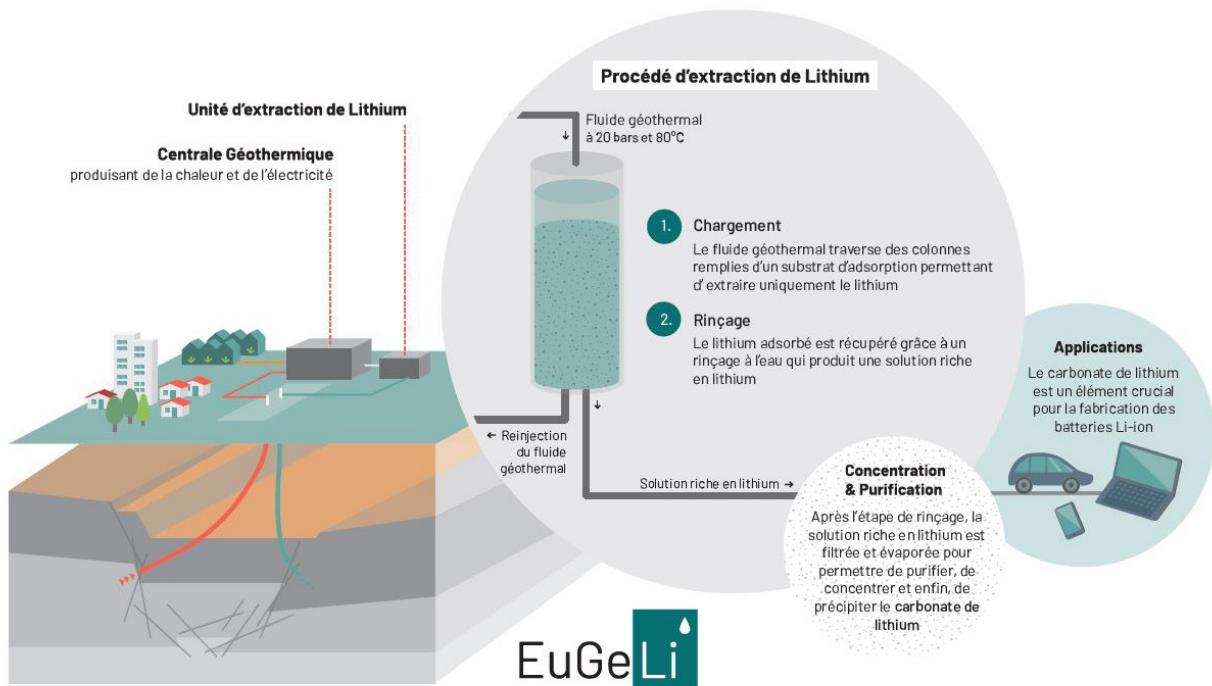 Procédé d'extraction de Lithium
Unité d'extraction de Lithium
Centrale Géothermique
produisant de la chaleur et de l'électricité
Fluide géothermal
à 20 bars et 80°C
1.
Chargement
Le fluide géothermal traverse des colonnes
remplies d'un substrat d'adsorption permettant
d' extraire uniquement le lithium
2.
Rinçage
Le lithium adsorbé est récupéré grâce à un
rinçage à l'eau qui produit une solution riche
en lithium
← Reinjection
du fluide
géothermal
Solution riche en lithium →
Concentration
& Purification
Après l'étape de rinçage, la
solution riche en lithium est
filtrée et évaporée pour
permettre de purifier, de
concentrer et enfin, de
précipiter le carbonate de
lithium
Applications
Le carbonate de lithium
est un élément crucial
pour la fabrication des
batteries Li-ion
EuGeLi